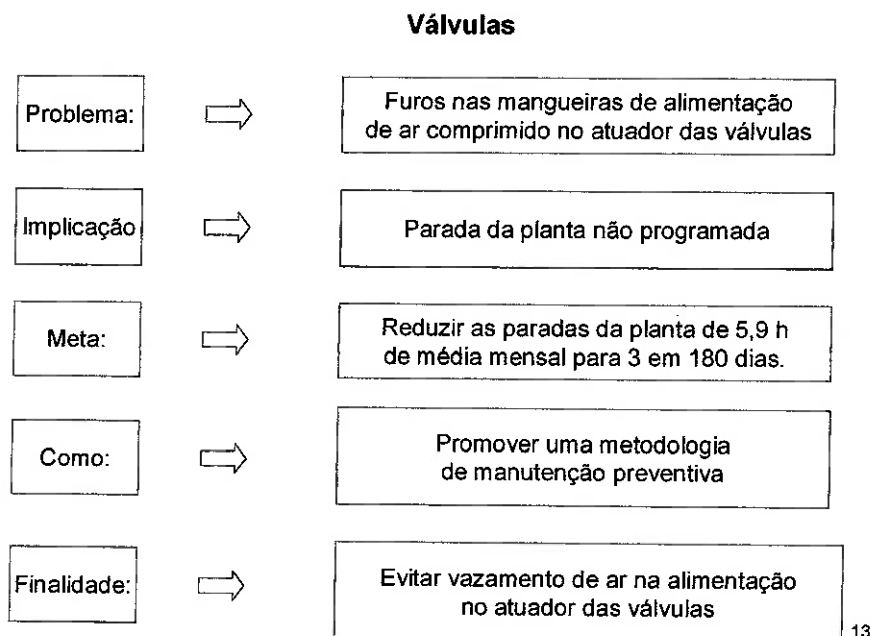 Válvulas
Problema:
Furos nas mangueiras de alimentação
de ar comprimido no atuador das válvulas
Implicação
Parada da planta não programada
Meta:
Reduzir as paradas da planta de 5,9 h
de média mensal para 3 em 180 dias.
Como:
Promover uma metodologia
de manutenção preventiva
Finalidade:
Evitar vazamento de ar na alimentação
no atuador das válvulas
13